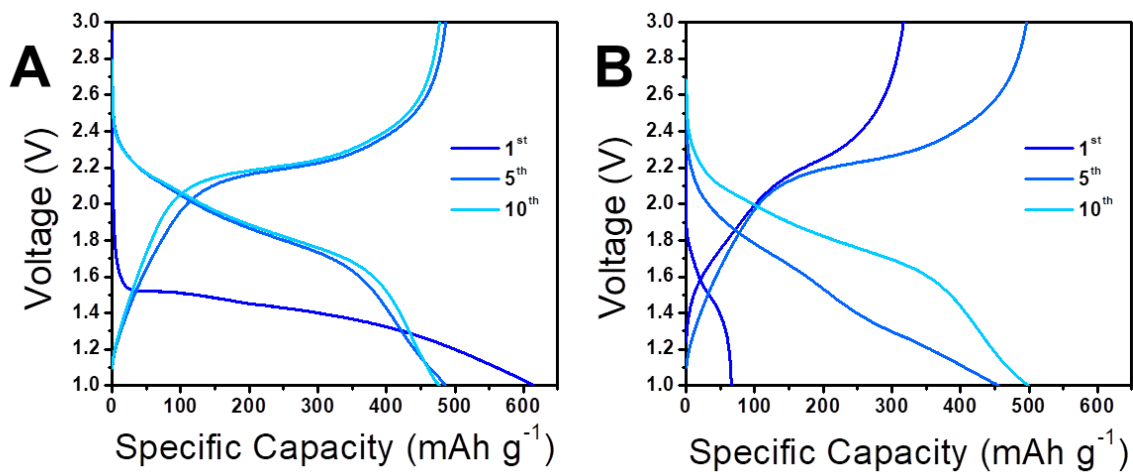 A
3.0
2.8
2.6
2.4
2.2
2.0
1.8
1.6
1.4
1.2
1.0
Voltage (V)
1st
5th
10th
0 100 200 300 400 500 600
Specific Capacity (mAh g-1)
B
3.0
2.8
2.6
2.4
2.2
2.0
1.8
1.6
1.4
1.2
1.0
Voltage (V)
1st
5th
10th
0 100 200 300 400 500 600
Specific Capacity (mAh g-1)